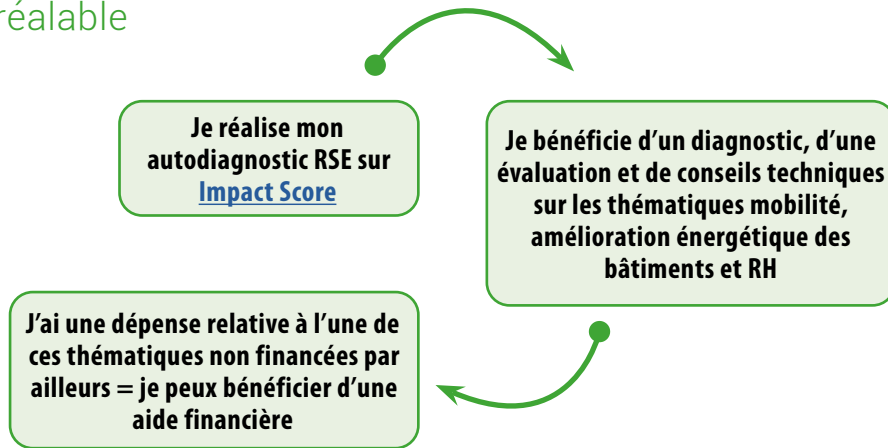 réalable
Je réalise mon
autodiagnostic RSE sur
Impact Score
Je bénéficie d’un diagnostic, d’une
évaluation et de conseils techniques
sur les thématiques mobilité,
amélioration énergétique des
bâtiments et RH
J’ai une dépense relative à l’une de
ces thématiques non financées par
ailleurs = je peux bénéficier d’une
aide financière